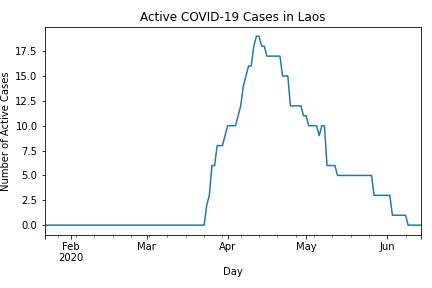 Active COVID-19 Cases in Laos
Number of Active Cases
17.5
15.0
12.5
10.0
7.5
5.0
2.5
0.0
Feb Mar Apr May Jun
2020
Day